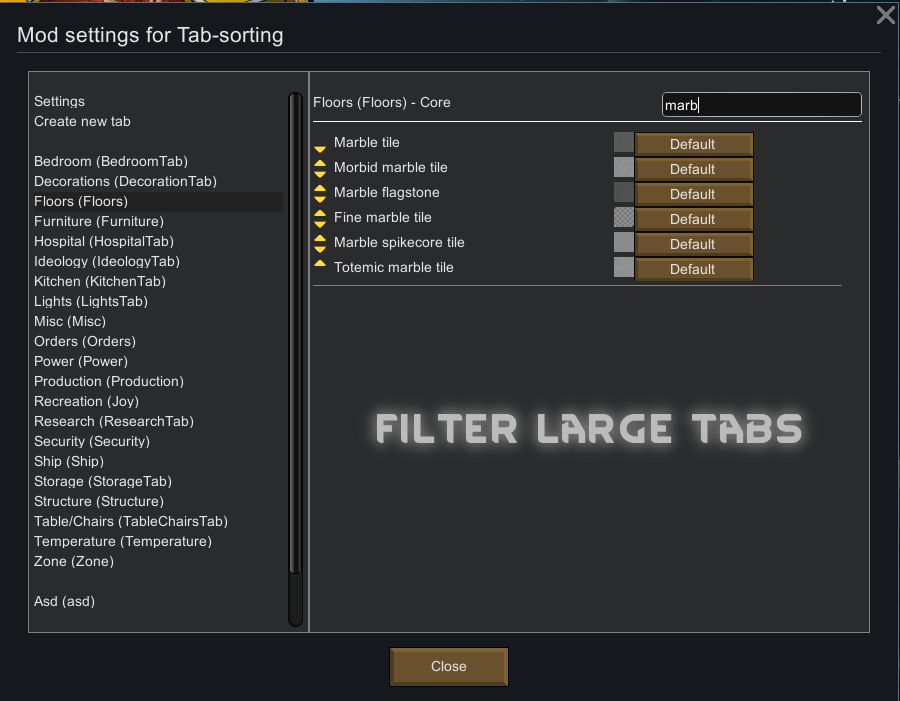 Mod settings for Tab-sorting
Settings
Create new tab
Bedroom (BedroomTab)
Decorations (DecorationTab)
Floors (Floors)
Furniture (Furniture)
Hospital (HospitalTab)
Ideology (IdeologyTab)
Kitchen (KitchenTab)
Lights (LightsTab)
Misc (Misc)
Orders (Orders)
Power (Power)
Production (Production)
Recreation (Joy)
Research (ResearchTab)
Security (Security)
Ship (Ship)
Storage (StorageTab)
Structure (Structure)
Table/Chairs (TableChairsTab)
Temperature (Temperature)
Zone (Zone)
Asd (asd)
Floors (Floors) - Core marb
Marble tile Default
Morbid marble tile Default
Marble flagstone Default
Fine marble tile Default
Marble spikecore tile Default
Totemic marble tile Default
FILTER LARGE TABS
Close